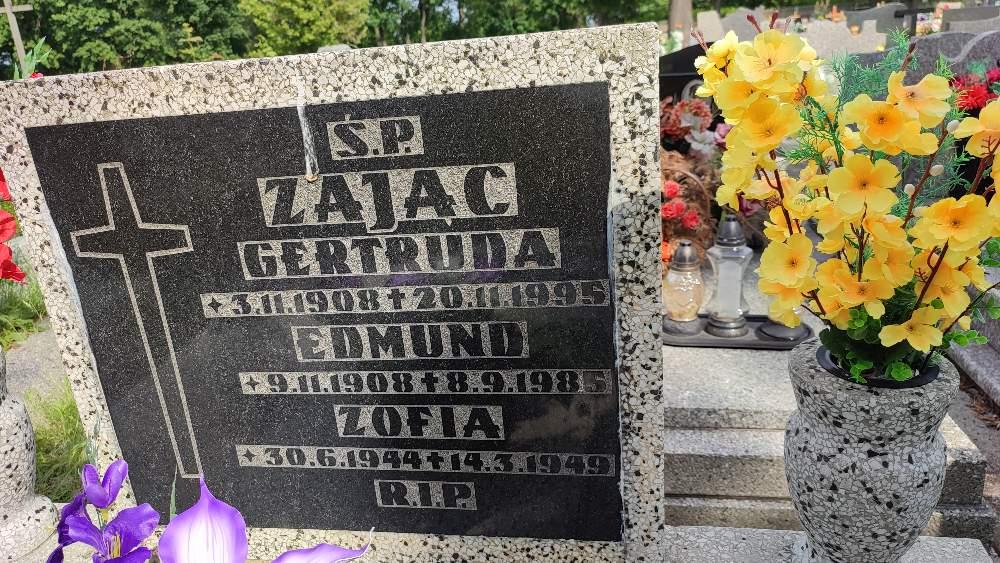 Ś.P.
ZAJĄC
GERTRUDA
✦ 3.11.1908 ✝ 20.11.1995
EDMUND
✦ 9.11.1908 ✝ 8.9.1985
ZOFIA
✦ 30.6.1944 ✝ 14.3.1949
R.I.P.